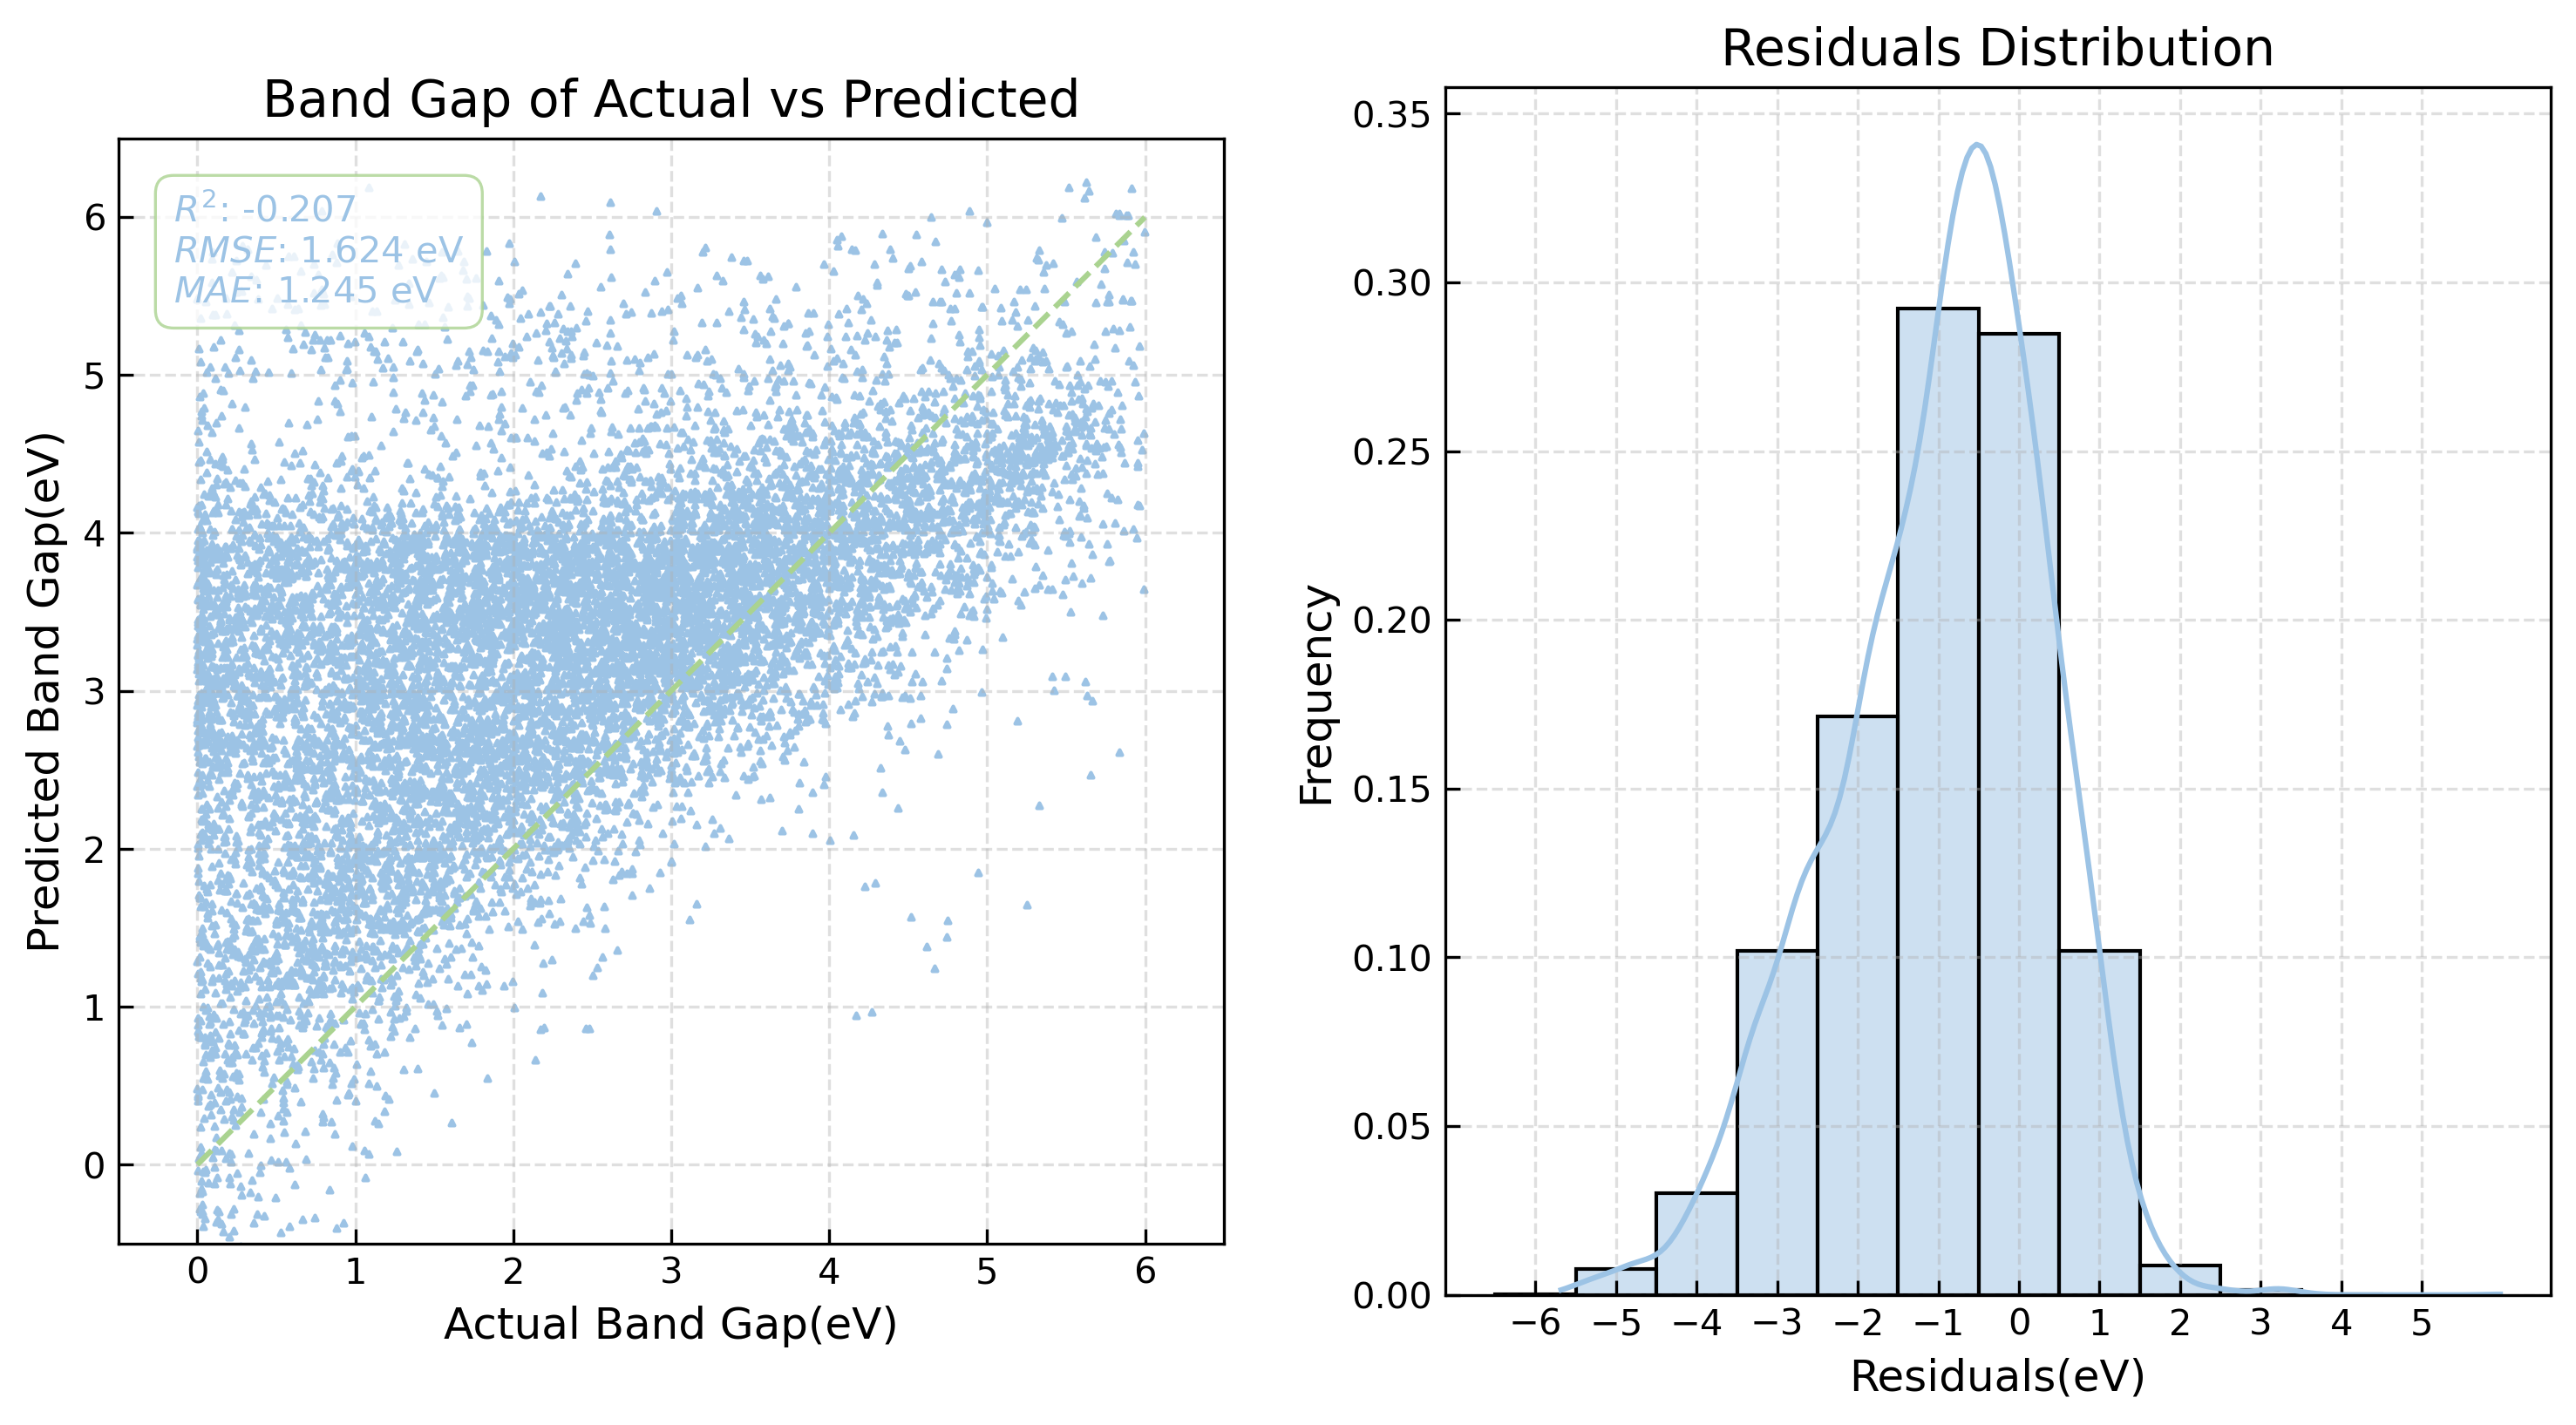 Band Gap of Actual vs Predicted
R²: -0.207
RMSE: 1.624 eV
MAE: 1.245 eV
6
5
4
3
2
1
0
Predicted Band Gap(eV)
0 1 2 3 4 5 6
Actual Band Gap(eV)
Residuals Distribution
0.35
0.30
0.25
0.20
0.15
0.10
0.05
0.00
Frequency
−6 −5 −4 −3 −2 −1 0 1 2 3 4 5
Residuals(eV)